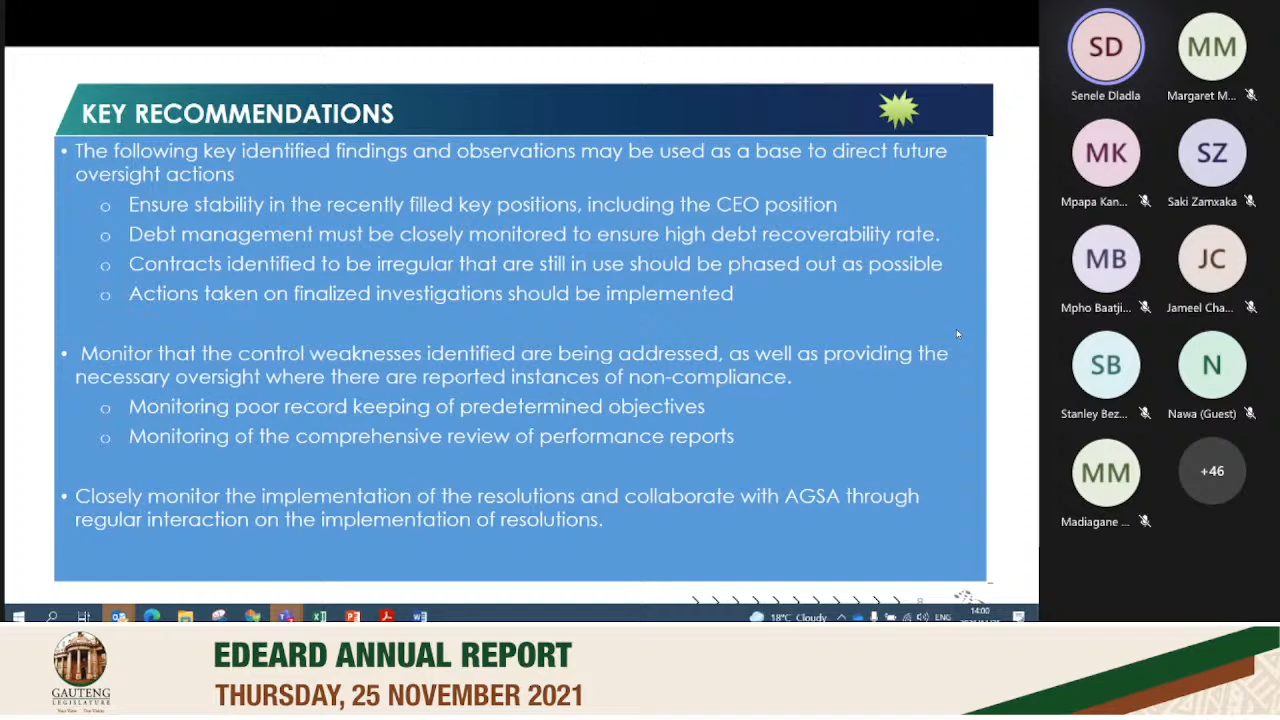 KEY RECOMMENDATIONS
• The following key identified findings and observations may be used as a base to direct future
oversight actions
o Ensure stability in the recently filled key positions, including the CEO position
o Debt management must be closely monitored to ensure high debt recoverability rate.
o Contracts identified to be irregular that are still in use should be phased out as possible
o Actions taken on finalized investigations should be implemented
• Monitor that the control weaknesses identified are being addressed, as well as providing the
necessary oversight where there are reported instances of non-compliance.
o Monitoring poor record keeping of predetermined objectives
o Monitoring of the comprehensive review of performance reports
• Closely monitor the implementation of the resolutions and collaborate with AGSA through
regular interaction on the implementation of resolutions.
18°C Cloudy
ENG
14:00
SD
Senele Dladla
MM
Margaret M...
MK
Mpapa Kan...
SZ
Saki Zamxaka
MB
Mpho Baatji...
JC
Jameel Cha...
SB
Stanley Bez...
N
Nawa (Guest)
MM
Madiagane ...
+46
GAUTENG
LEGISLATURE
EDEARD ANNUAL REPORT
THURSDAY, 25 NOVEMBER 2021